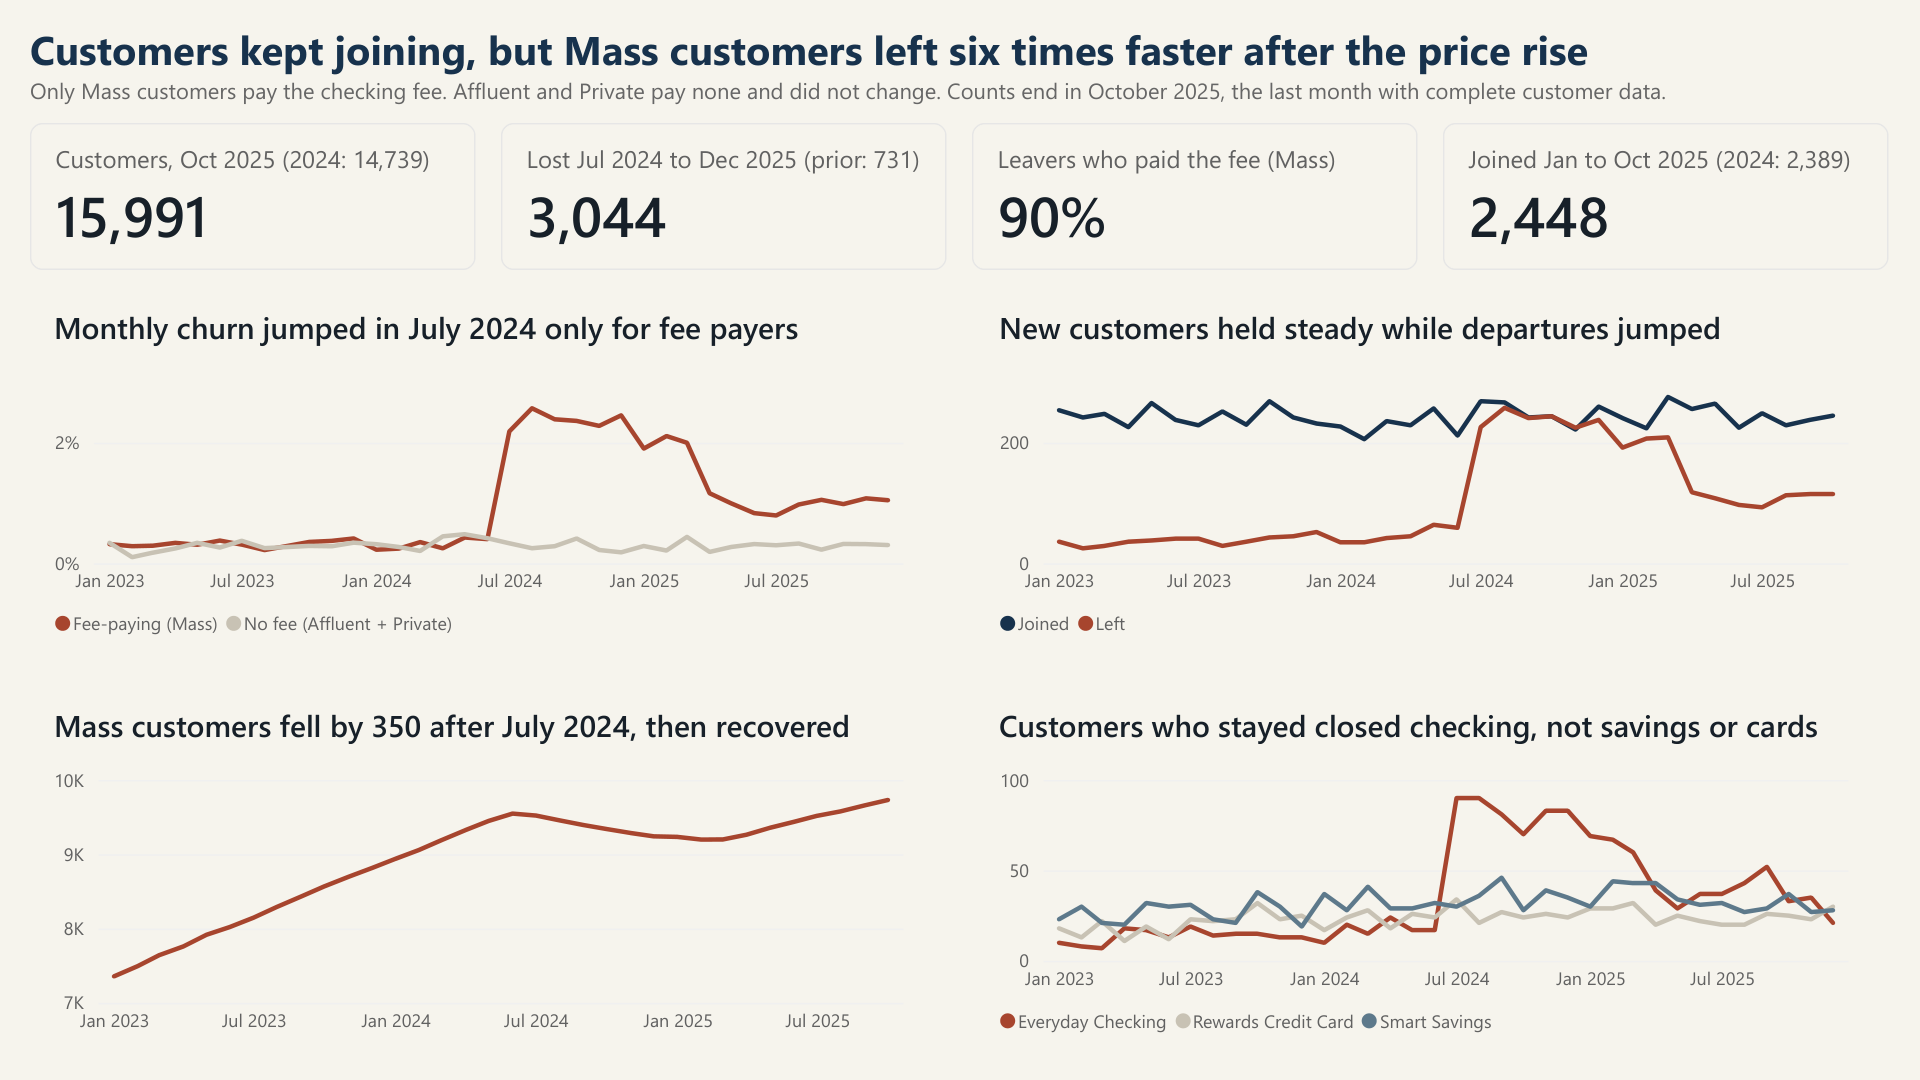 Customers kept joining, but Mass customers left six times faster after the price rise
Only Mass customers pay the checking fee. Affluent and Private pay none and did not change. Counts end in October 2025, the last month with complete customer data.
Customers, Oct 2025 (2024: 14,739)
15,991
Lost Jul 2024 to Dec 2025 (prior: 731)
3,044
Leavers who paid the fee (Mass)
90%
Joined Jan to Oct 2025 (2024: 2,389)
2,448
Monthly churn jumped in July 2024 only for fee payers
2%
0%
Jan 2023 Jul 2023 Jan 2024 Jul 2024 Jan 2025 Jul 2025
Fee-paying (Mass) No fee (Affluent + Private)
New customers held steady while departures jumped
200
0
Jan 2023 Jul 2023 Jan 2024 Jul 2024 Jan 2025 Jul 2025
Joined Left
Mass customers fell by 350 after July 2024, then recovered
10K
9K
8K
7K
Jan 2023 Jul 2023 Jan 2024 Jul 2024 Jan 2025 Jul 2025
Customers who stayed closed checking, not savings or cards
100
50
0
Jan 2023 Jul 2023 Jan 2024 Jul 2024 Jan 2025 Jul 2025
Everyday Checking Rewards Credit Card Smart Savings